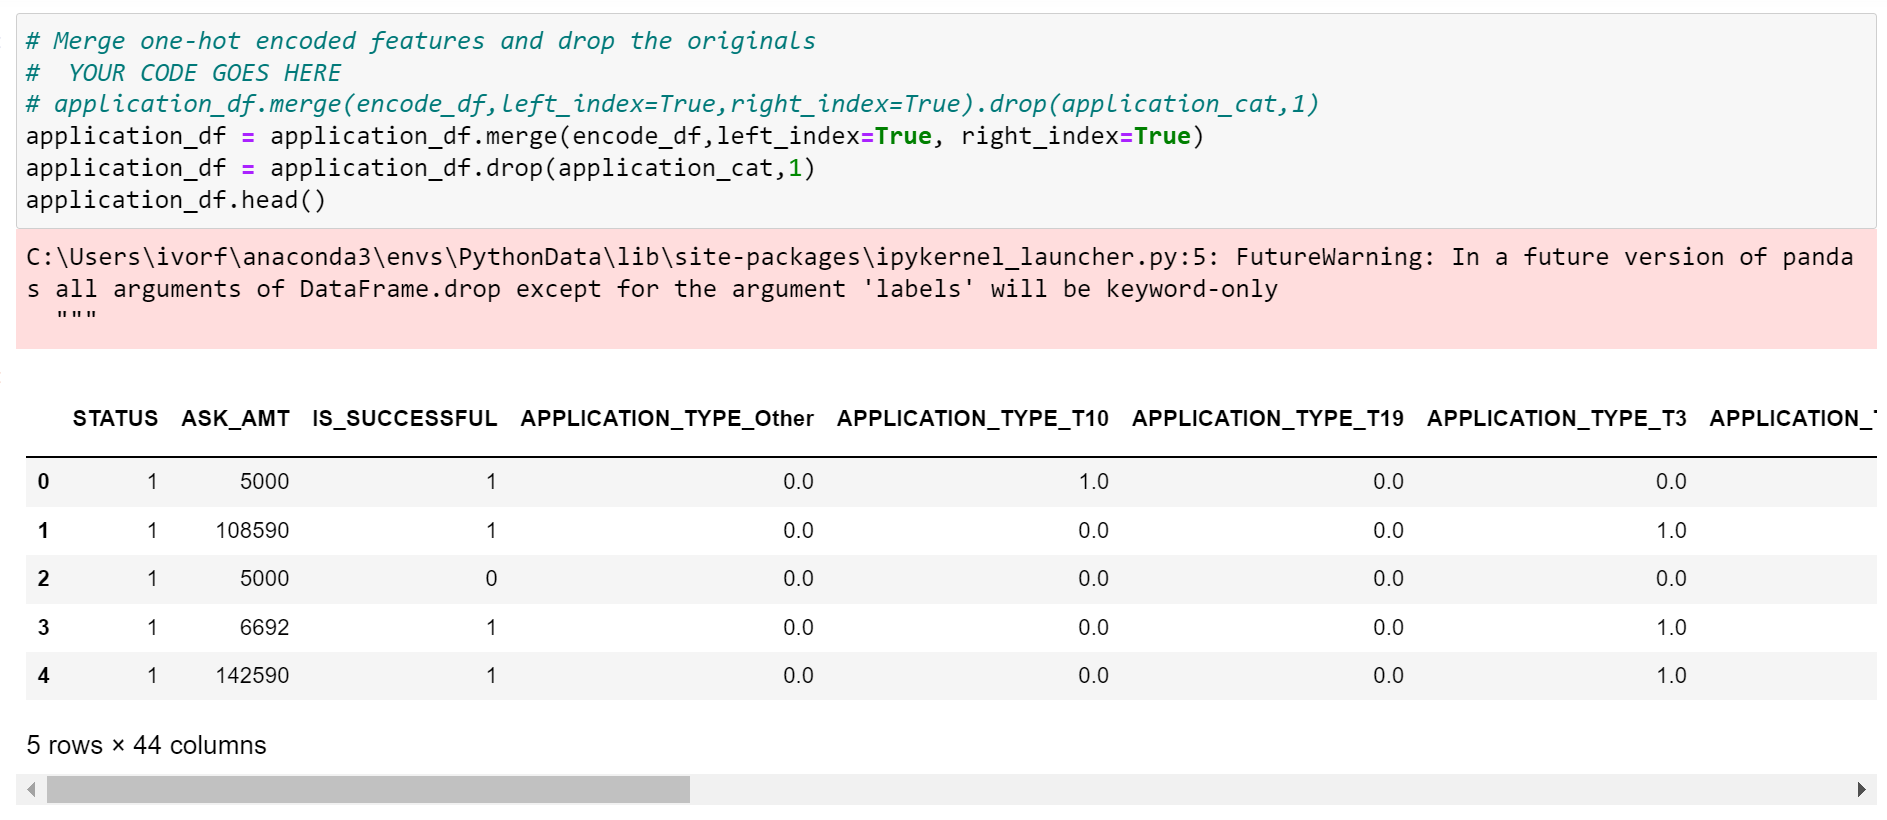 # Merge one-hot encoded features and drop the originals
#  YOUR CODE GOES HERE
# application_df.merge(encode_df,left_index=True,right_index=True).drop(application_cat,1)
application_df = application_df.merge(encode_df,left_index=True, right_index=True)
application_df = application_df.drop(application_cat,1)
application_df.head()
C:\Users\ivorf\anaconda3\envs\PythonData\lib\site-packages\ipykernel_launcher.py:5: FutureWarning: In a future version of panda
s all arguments of DataFrame.drop except for the argument 'labels' will be keyword-only
  """
STATUS ASK_AMT IS_SUCCESSFUL APPLICATION_TYPE_Other APPLICATION_TYPE_T10 APPLICATION_TYPE_T19 APPLICATION_TYPE_T3 APPLICATION_
0 1 5000 1 0.0 1.0 0.0 0.0
1 1 108590 1 0.0 0.0 0.0 1.0
2 1 5000 0 0.0 0.0 0.0 0.0
3 1 6692 1 0.0 0.0 0.0 1.0
4 1 142590 1 0.0 0.0 0.0 1.0
5 rows × 44 columns